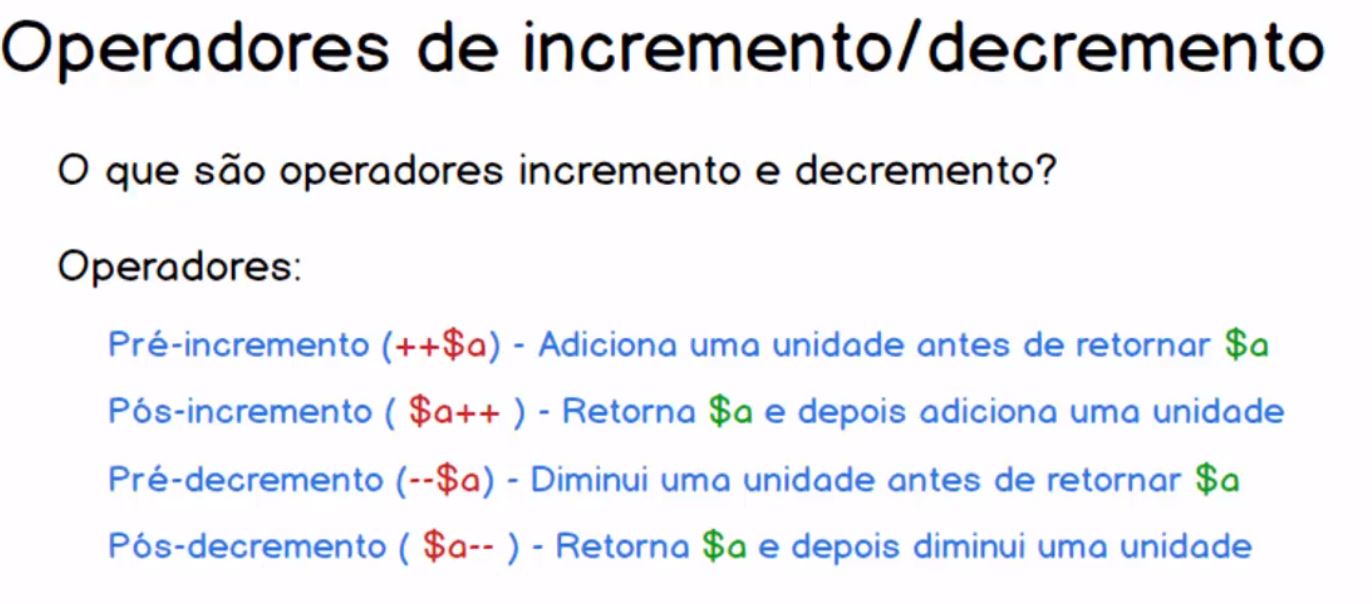 Operadores de incremento/decremento
O que são operadores incremento e decremento?
Operadores:
Pré-incremento (++$a) - Adiciona uma unidade antes de retornar $a
Pós-incremento ( $a++ ) - Retorna $a e depois adiciona uma unidade
Pré-decremento (--$a) - Diminui uma unidade antes de retornar $a
Pós-decremento ( $a-- ) - Retorna $a e depois diminui uma unidade